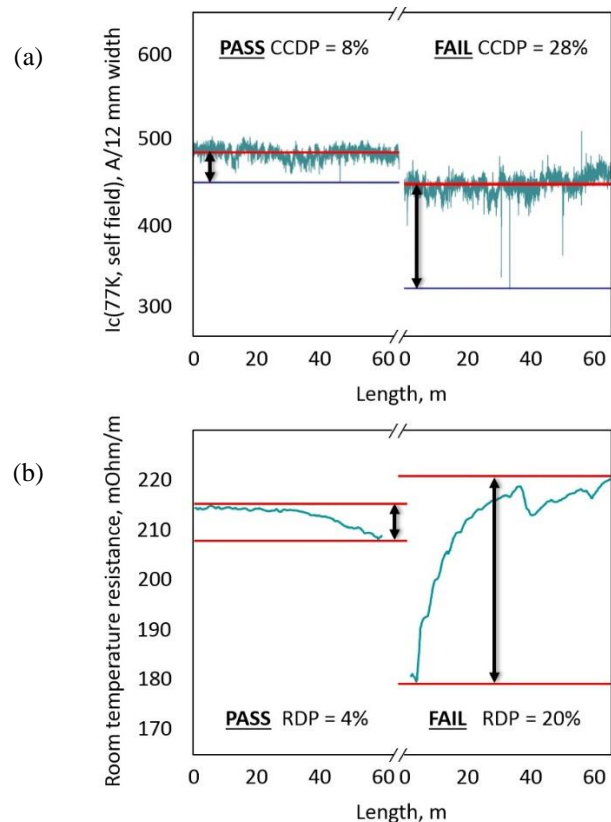 (a)
Ic(77K, self field), A/12 mm width
600
500
400
300
PASS CCDP = 8%
FAIL CCDP = 28%
0 20 40 60 0 20 40 60
Length, m
(b)
Room temperature resistance, mOhm/m
220
210
200
190
180
170
PASS RDP = 4%
FAIL RDP = 20%
0 20 40 60 0 20 40 60
Length, m